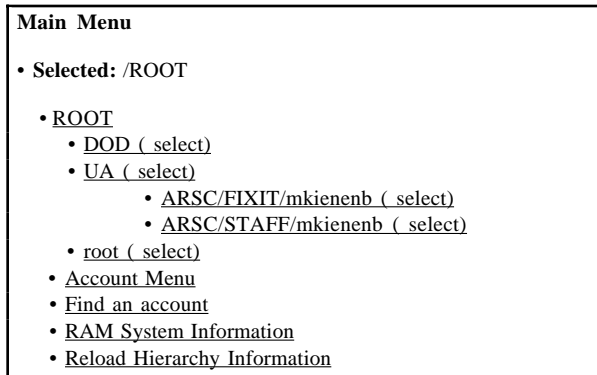 Main Menu
• Selected: /ROOT
• ROOT
• DOD ( select)
• UA ( select)
• ARSC/FIXIT/mkienenb ( select)
• ARSC/STAFF/mkienenb ( select)
• root ( select)
• Account Menu
• Find an account
• RAM System Information
• Reload Hierarchy Information